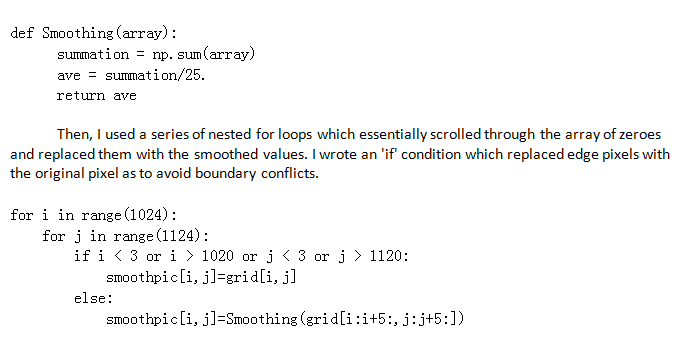 def Smoothing(array):
summation = np.sum(array)
ave = summation/25.
return ave
Then, I used a series of nested for loops which essentially scrolled through the array of zeroes
and replaced them with the smoothed values. I wrote an 'if' condition which replaced edge pixels with
the original pixel as to avoid boundary conflicts.
for i in range(1024):
for j in range(1124):
if i < 3 or i > 1020 or j < 3 or j > 1120:
smoothpic[i,j]=grid[i,j]
else:
smoothpic[i,j]=Smoothing(grid[i:i+5:,j:j+5:])